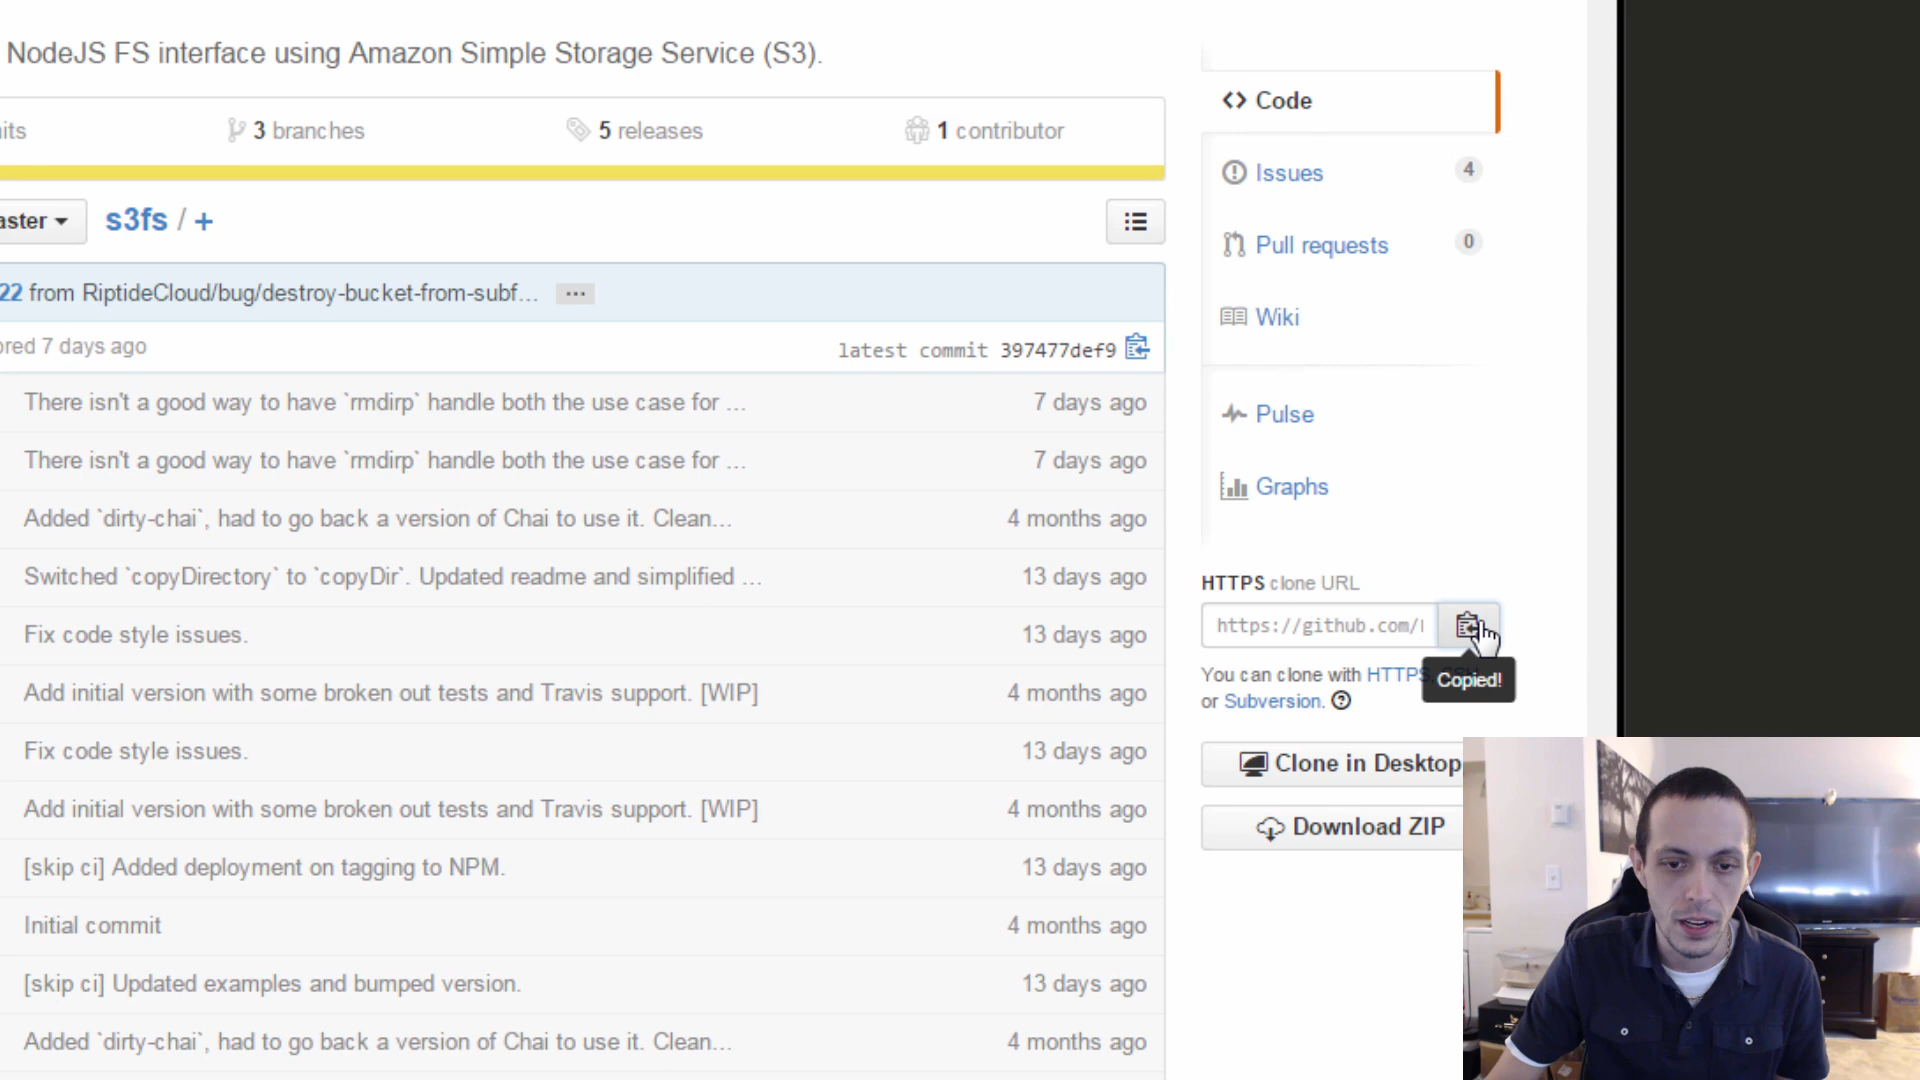 NodeJS FS interface using Amazon Simple Storage Service (S3).
3 branches
5 releases
1 contributor
s3fs / +
22 from RiptideCloud/bug/destroy-bucket-from-subf... ...
7 days ago
latest commit 397477def9
There isn't a good way to have `rmdirp` handle both the use case for ... 7 days ago
There isn't a good way to have `rmdirp` handle both the use case for ... 7 days ago
Added `dirty-chai`, had to go back a version of Chai to use it. Clean... 4 months ago
Switched `copyDirectory` to `copyDir`. Updated readme and simplified ... 13 days ago
Fix code style issues. 13 days ago
Add initial version with some broken out tests and Travis support. [WIP] 4 months ago
Fix code style issues. 13 days ago
Add initial version with some broken out tests and Travis support. [WIP] 4 months ago
[skip ci] Added deployment on tagging to NPM. 13 days ago
Initial commit 4 months ago
[skip ci] Updated examples and bumped version. 13 days ago
Added `dirty-chai`, had to go back a version of Chai to use it. Clean... 4 months ago
<> Code
Issues 4
Pull requests 0
Wiki
Pulse
Graphs
HTTPS clone URL
https://github.com/
You can clone with HTTPS
or Subversion.
Copied!
Clone in Desktop
Download ZIP